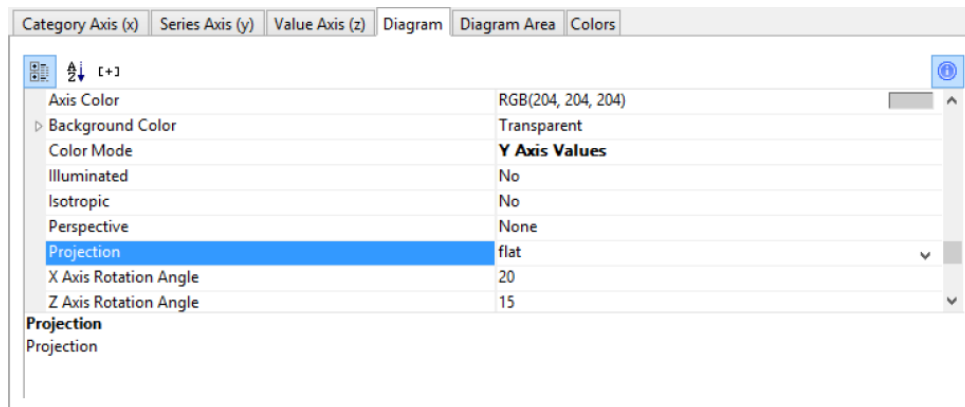 Category Axis (x) Series Axis (y) Value Axis (z) Diagram Diagram Area Colors
A Z [+] i
Axis Color RGB(204, 204, 204)
Background Color Transparent
Color Mode Y Axis Values
Illuminated No
Isotropic No
Perspective None
Projection flat
X Axis Rotation Angle 20
Z Axis Rotation Angle 15
Projection
Projection